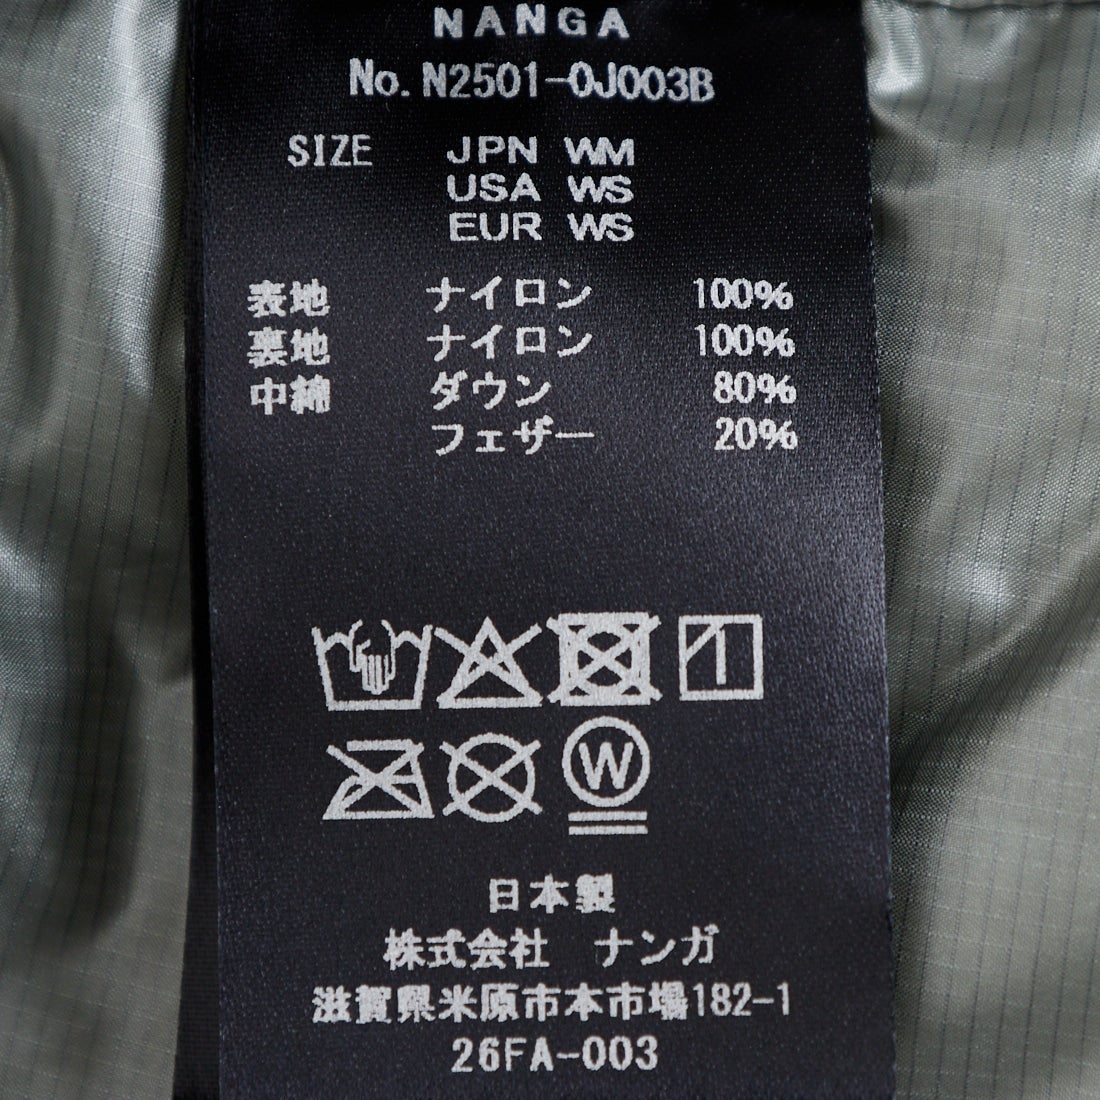 NANGA
No. N2501-0J003B
SIZE JPN WM
USA WS
EUR WS
表地 ナイロン 100%
裏地 ナイロン 100%
中綿 ダウン 80%
フェザー 20%
W
日本製
株式会社 ナンガ
滋賀県米原市本市場182-1
26FA-003